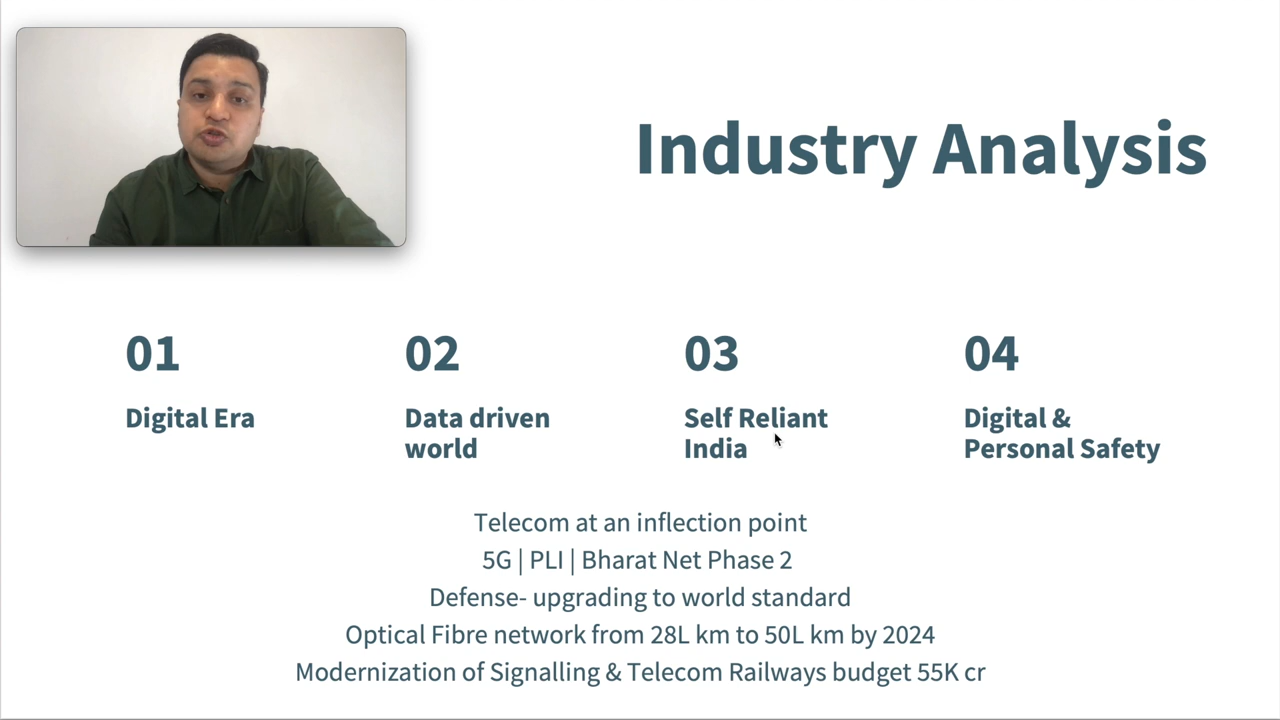 Industry Analysis
01
Digital Era
02
Data driven
world
03
Self Reliant
India
04
Digital &
Personal Safety
Telecom at an inflection point
5G | PLI | Bharat Net Phase 2
Defense- upgrading to world standard
Optical Fibre network from 28L km to 50L km by 2024
Modernization of Signalling & Telecom Railways budget 55K cr